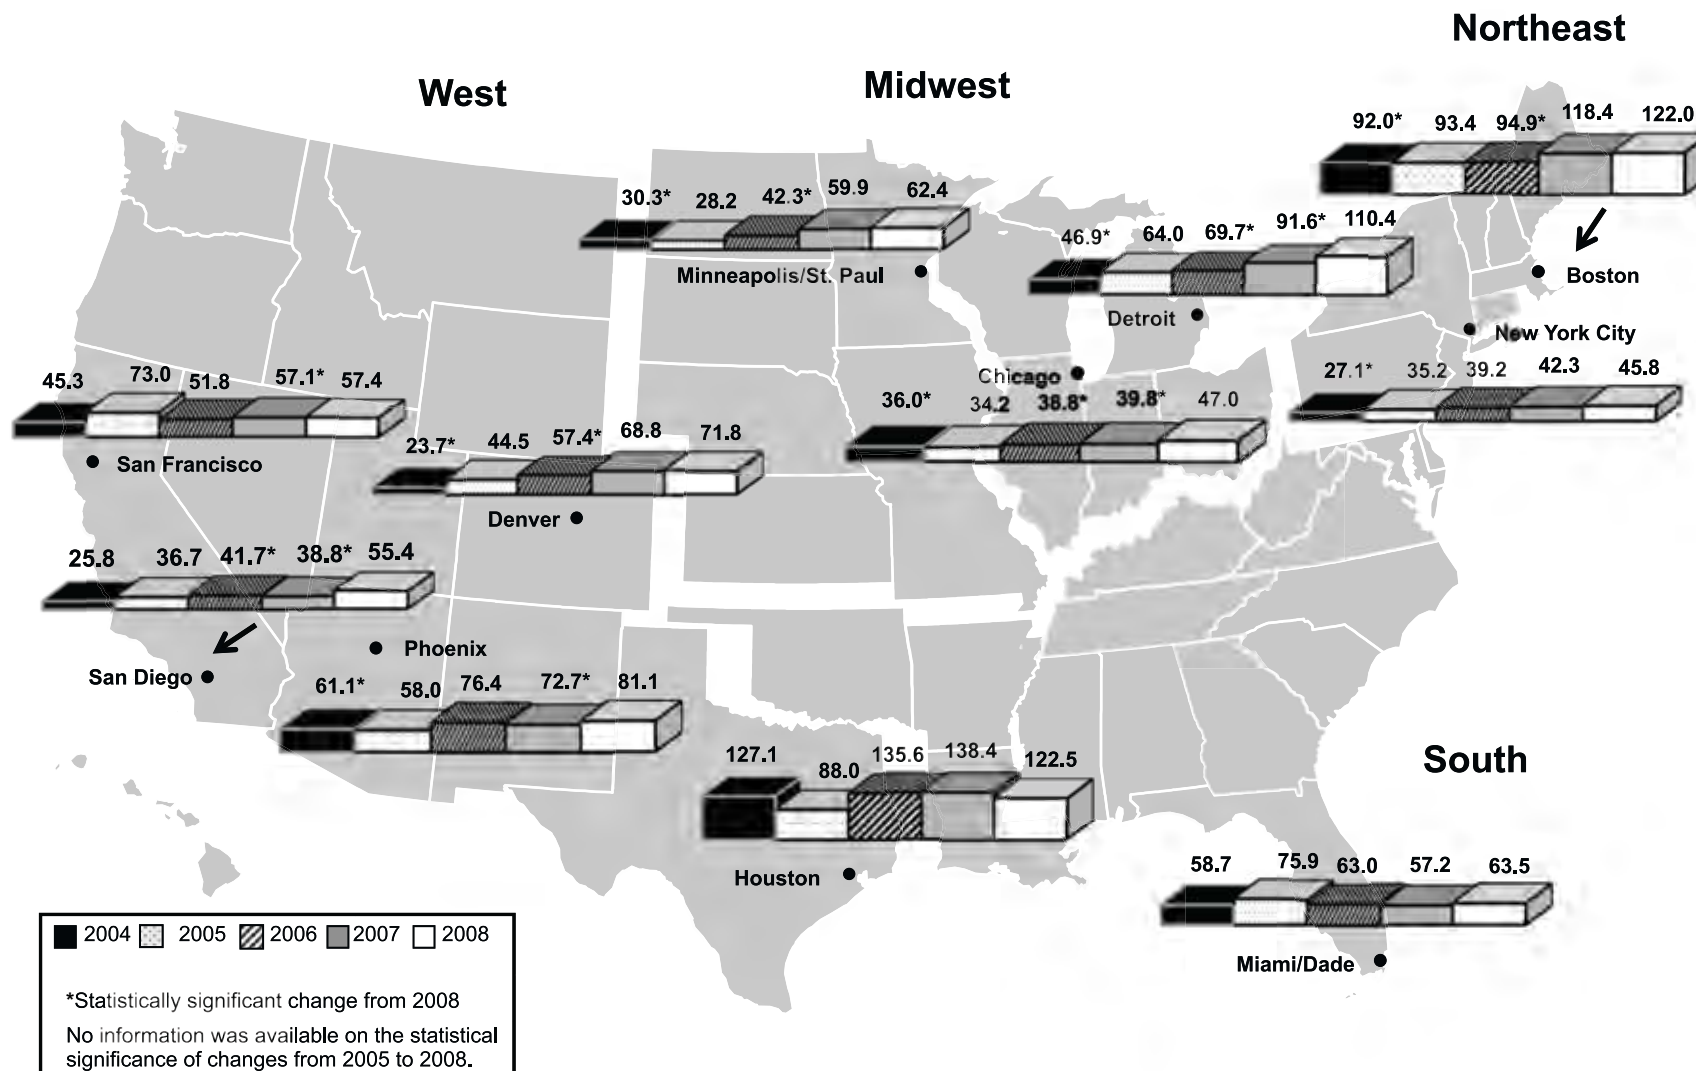 Northeast
West
Midwest
92.0* 93.4 94.9* 118.4 122.0
30.3* 28.2 42.3* 59.9 62.4
46.9* 64.0 69.7* 91.6* 110.4
Minneapolis/St. Paul
Boston
Detroit
New York City
45.3 73.0 51.8 57.1* 57.4
Chicago
36.0* 34.2 38.8* 39.8* 47.0
27.1* 35.2 39.2 42.3 45.8
San Francisco
23.7* 44.5 57.4* 68.8 71.8
Denver
25.8 36.7 41.7* 38.8* 55.4
Phoenix
San Diego
61.1* 58.0 76.4 72.7* 81.1
South
127.1 88.0 135.6 138.4 122.5
Houston
58.7 75.9 63.0 57.2 63.5
Miami/Dade
2004 2005 2006 2007 2008
*Statistically significant change from 2008
No information was available on the statistical
significance of changes from 2005 to 2008.